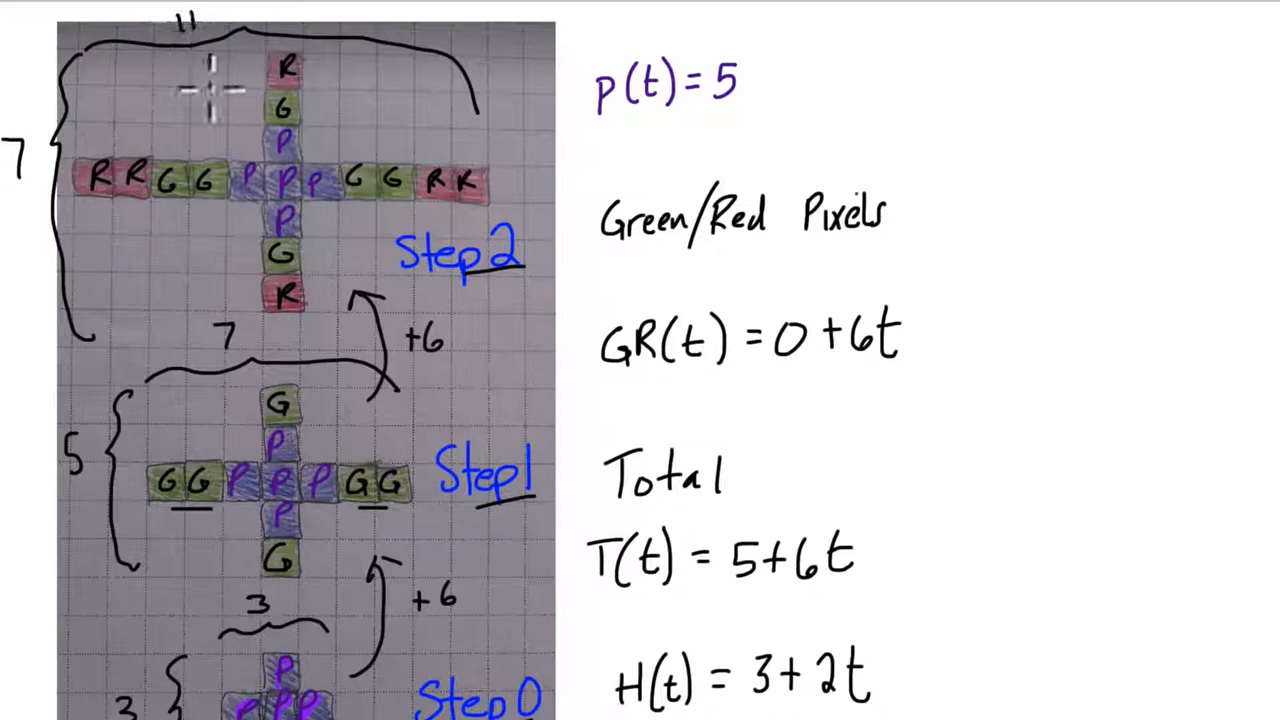 11
R
G
P
7
R R G G P P P G G R R
P
G
R
Step 2
7
+6
G
P
5
G G P P P G G
P
G
Step 1
3
+6
P
3
P P P
Step 0
P(t) = 5
Green/Red Pixels
GR(t) = 0 + 6t
Total
T(t) = 5 + 6t
H(t) = 3 + 2t